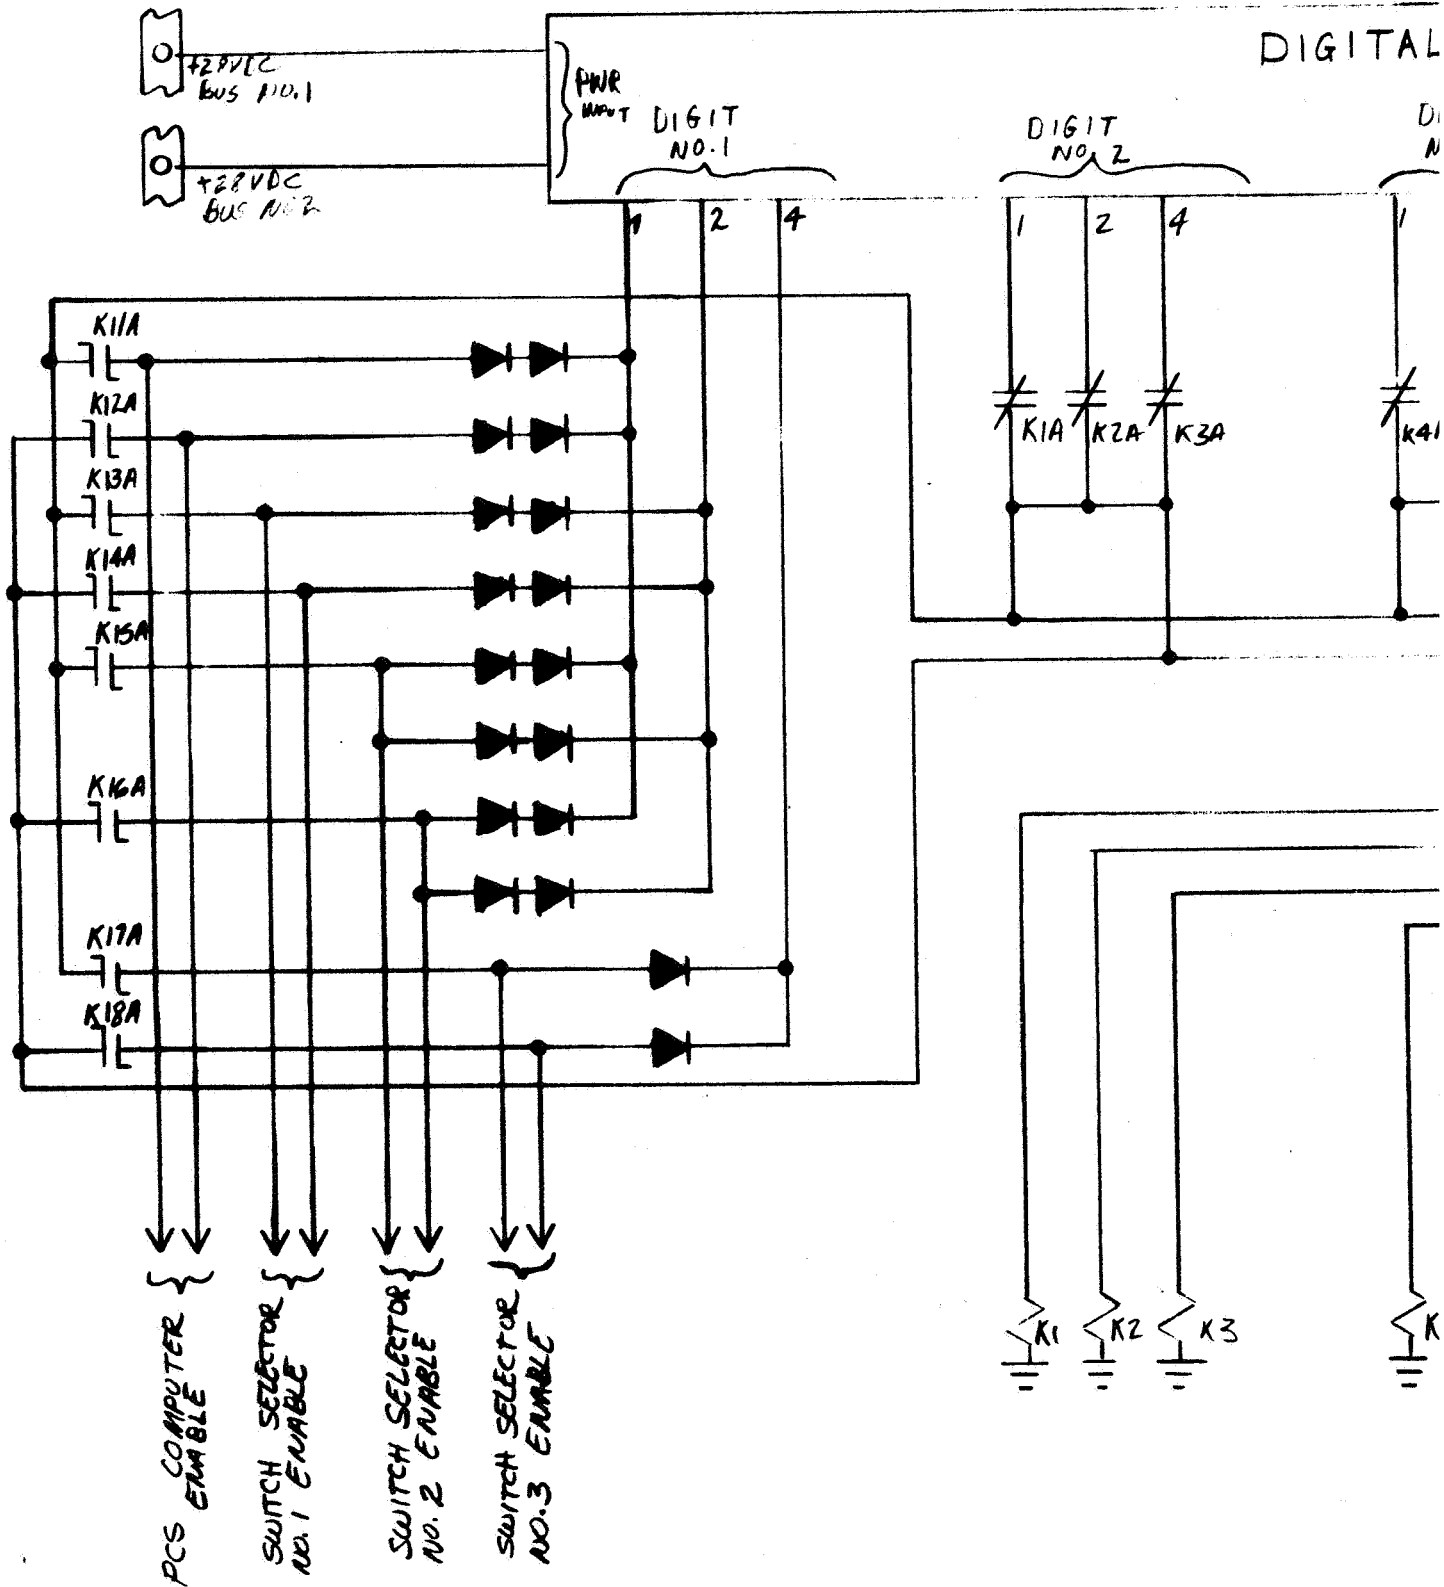 DIGITAL
+28VDC
BUS NO.1
PWR
INPUT
DIGIT
NO.1
DIGIT
NO. 2
+28VDC
BUS NO2
1
2
4
1
2
4
1
K11A
K12A
K13A
K14A
K15A
K16A
K17A
K18A
K1A
K2A
K3A
K1
K2
K3
K
PCS COMPUTER
ENABLE
SWITCH SELECTOR
NO. 1 ENABLE
SWITCH SELECTOR
NO. 2 ENABLE
SWITCH SELECTOR
NO. 3 ENABLE